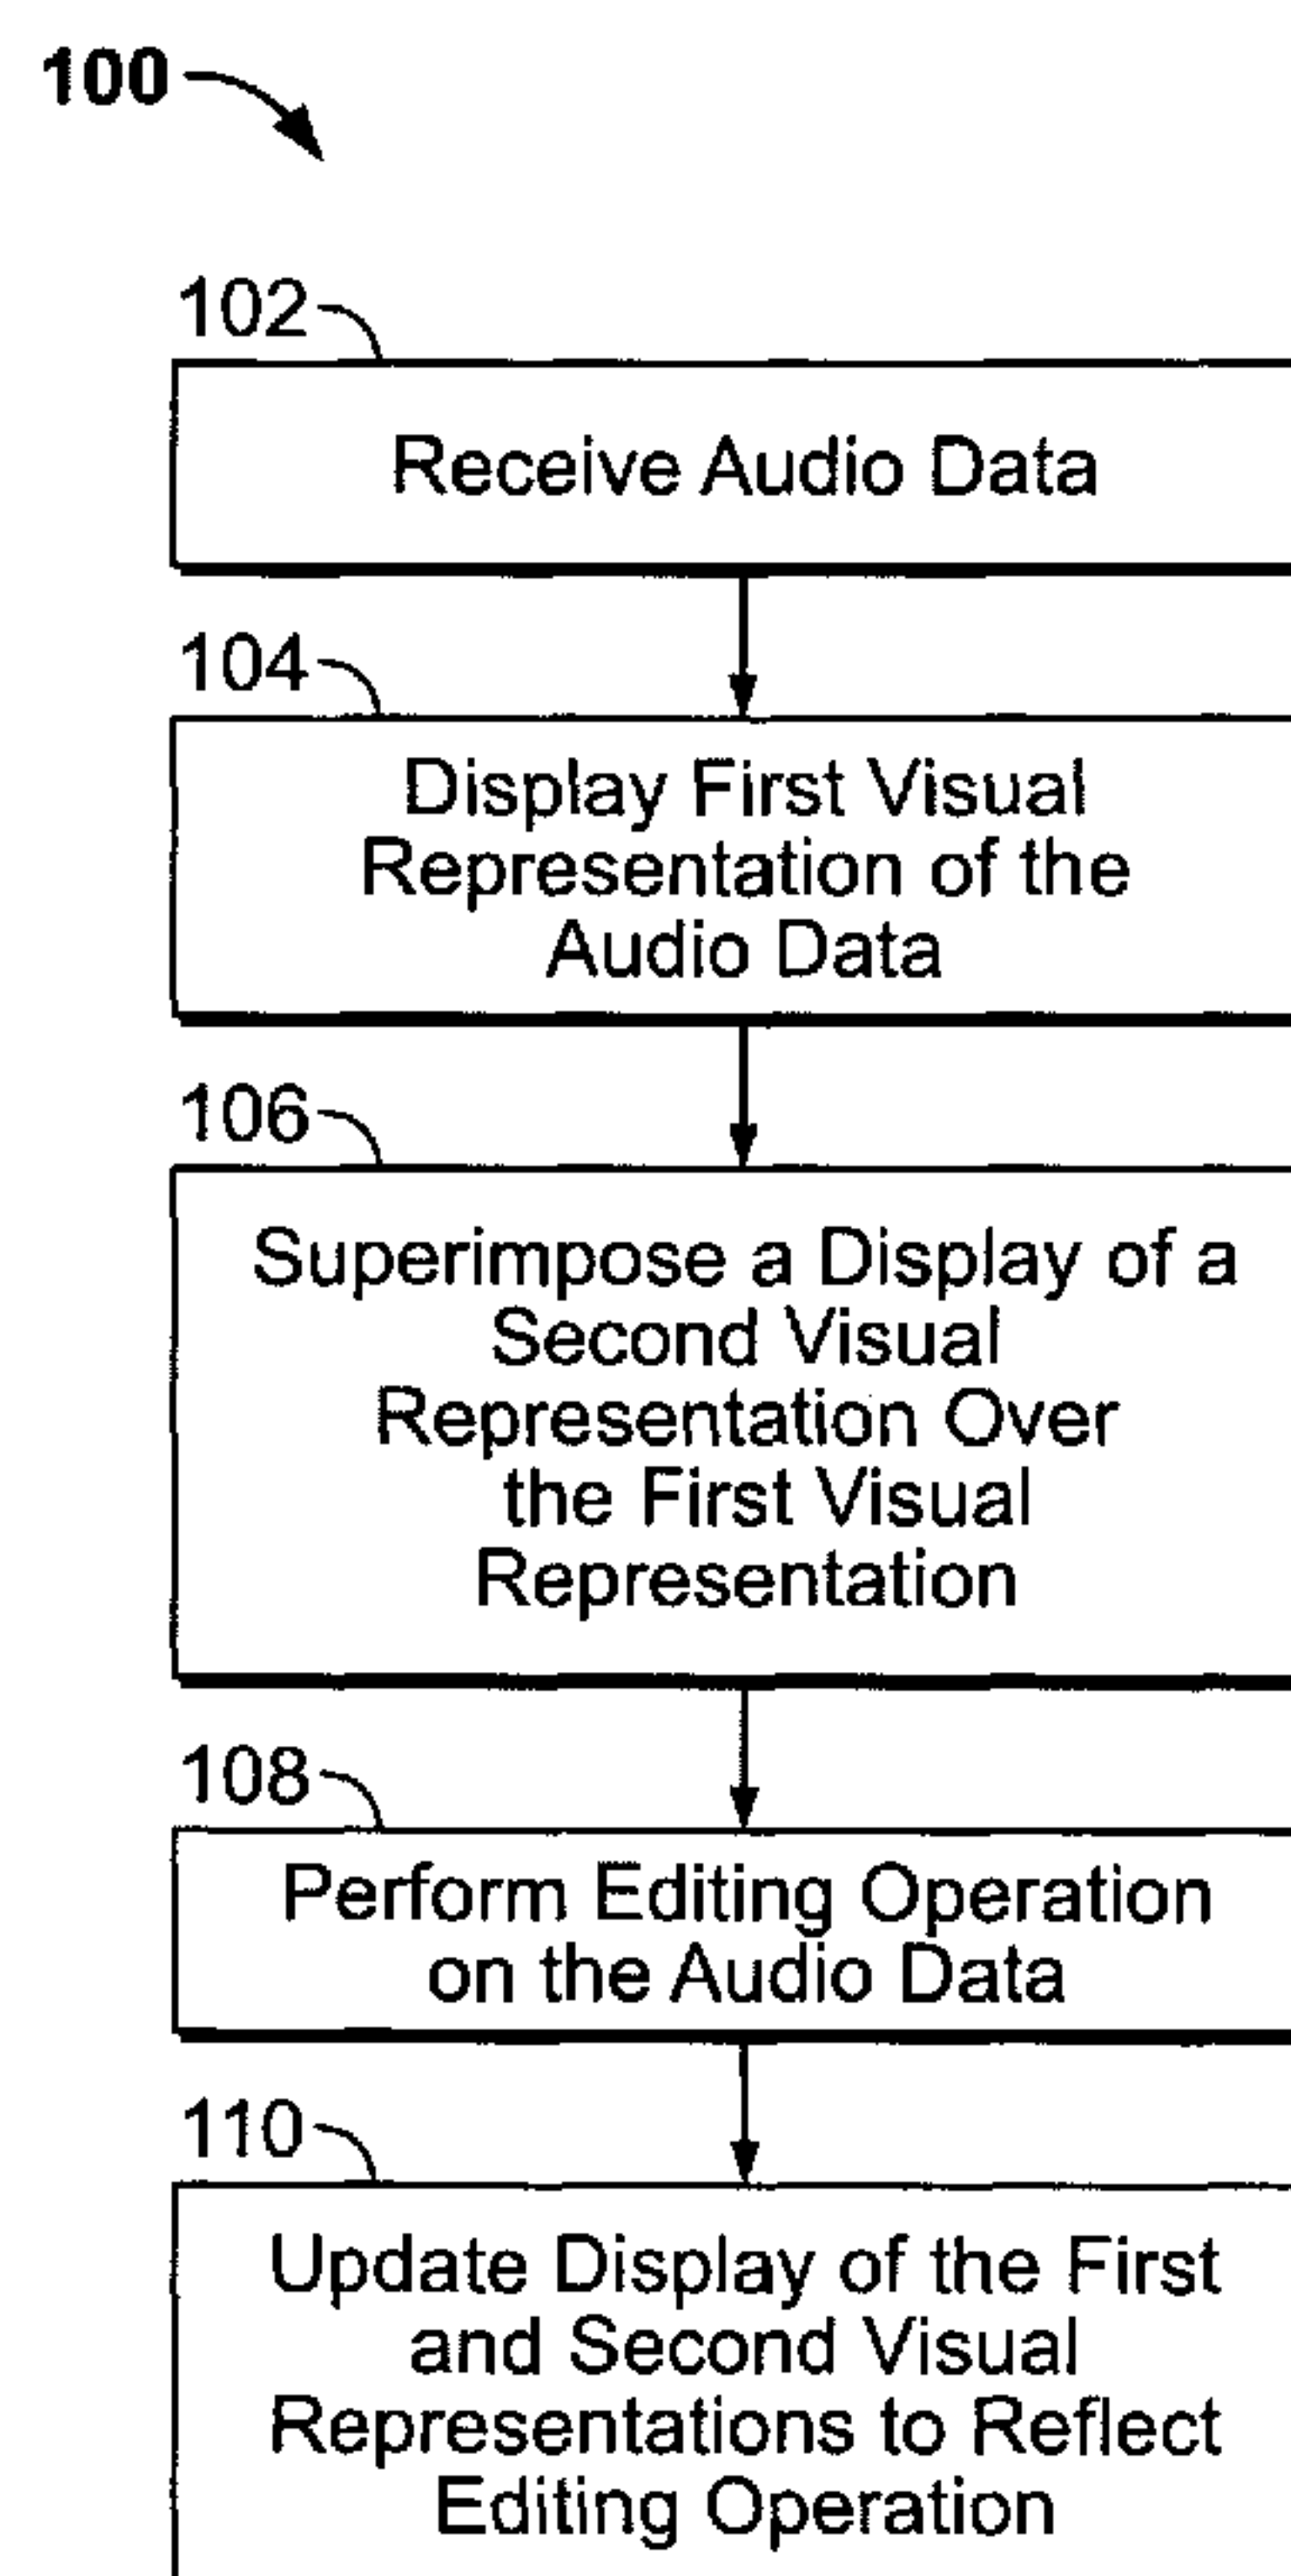 100
102
Receive Audio Data
104
Display First Visual
Representation of the
Audio Data
106
Superimpose a Display of a
Second Visual
Representation Over
the First Visual
Representation
108
Perform Editing Operation
on the Audio Data
110
Update Display of the First
and Second Visual
Representations to Reflect
Editing Operation